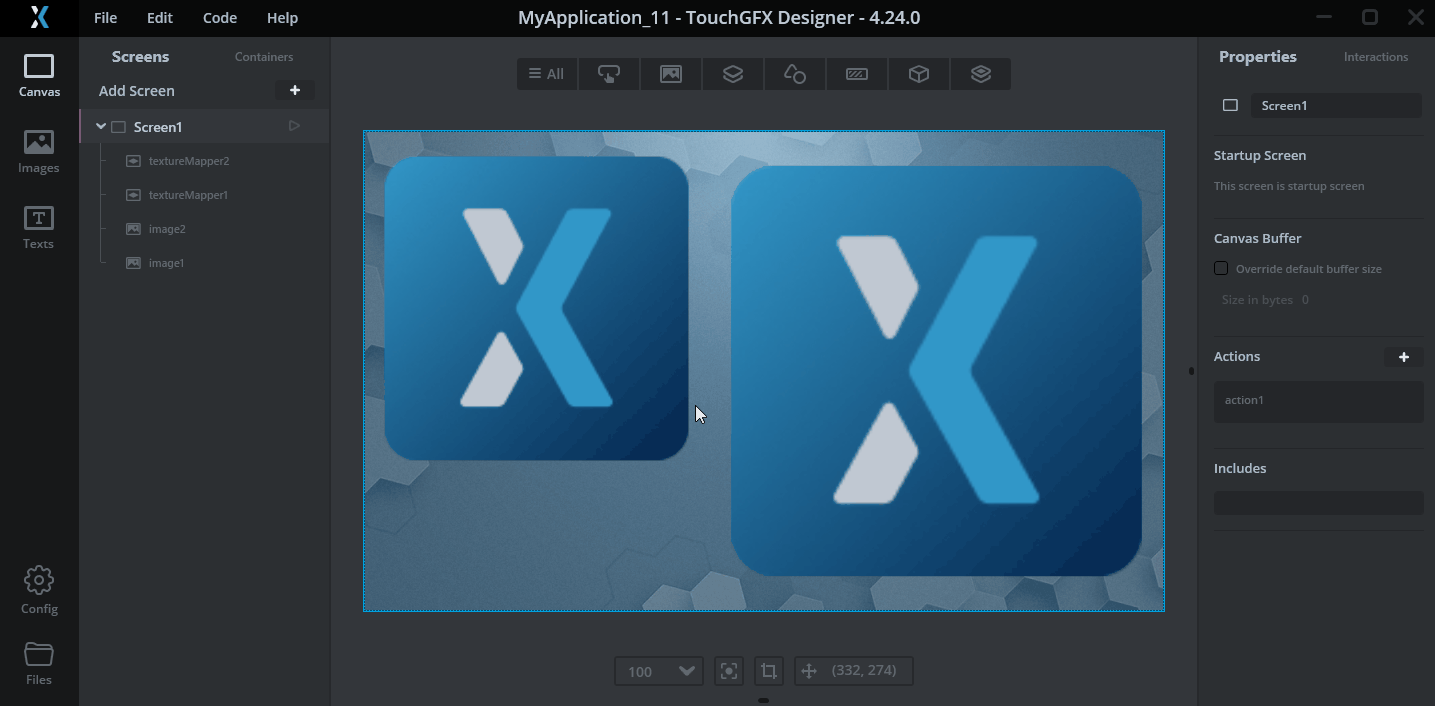 File Edit Code Help
MyApplication_11 - TouchGFX Designer - 4.24.0
Canvas
Images
Texts
Config
Files
Screens Containers
Add Screen
Screen1
textureMapper2
textureMapper1
image2
image1
All
100
(332, 274)
Properties Interactions
Screen1
Startup Screen
This screen is startup screen
Canvas Buffer
Override default buffer size
Size in bytes 0
Actions
action1
Includes